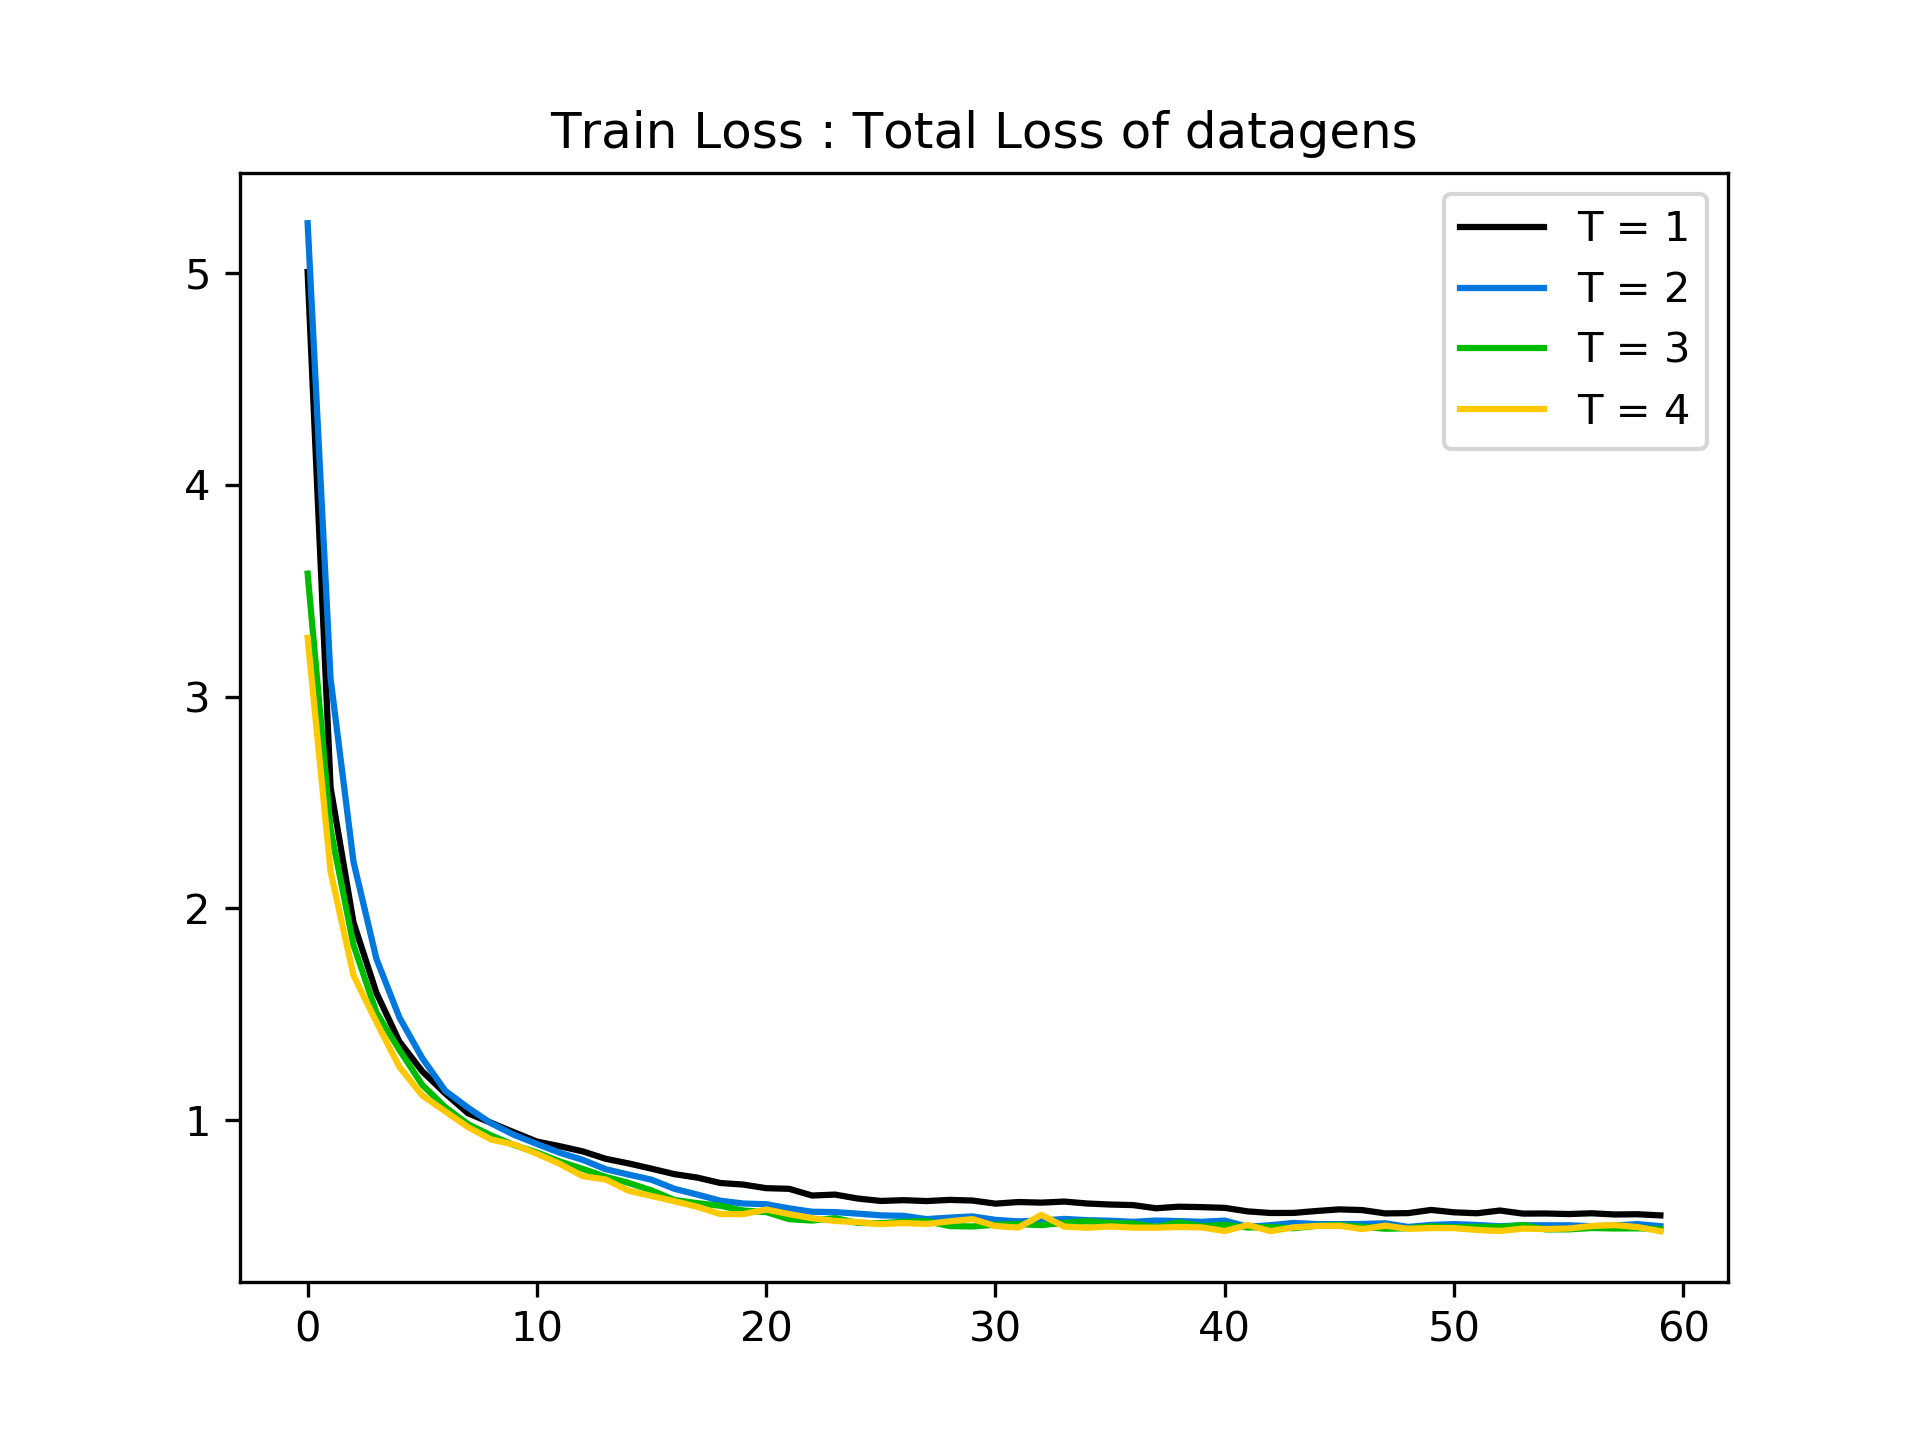 Train Loss : Total Loss of datagens
T = 1
T = 2
T = 3
T = 4
5
4
3
2
1
0 10 20 30 40 50 60